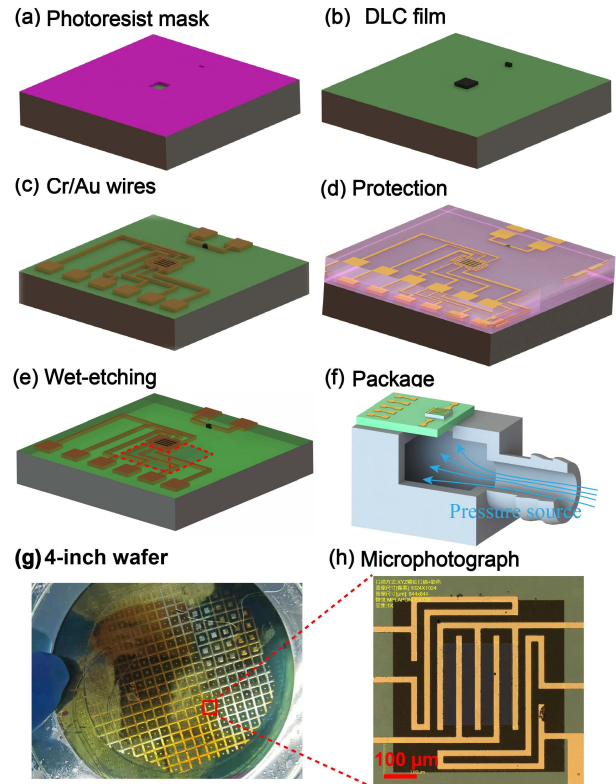 (a) Photoresist mask
(b) DLC film
(c) Cr/Au wires
(d) Protection
(e) Wet-etching
(f) Package
Pressure source
(g) 4-inch wafer
(h) Microphotograph
100 μm